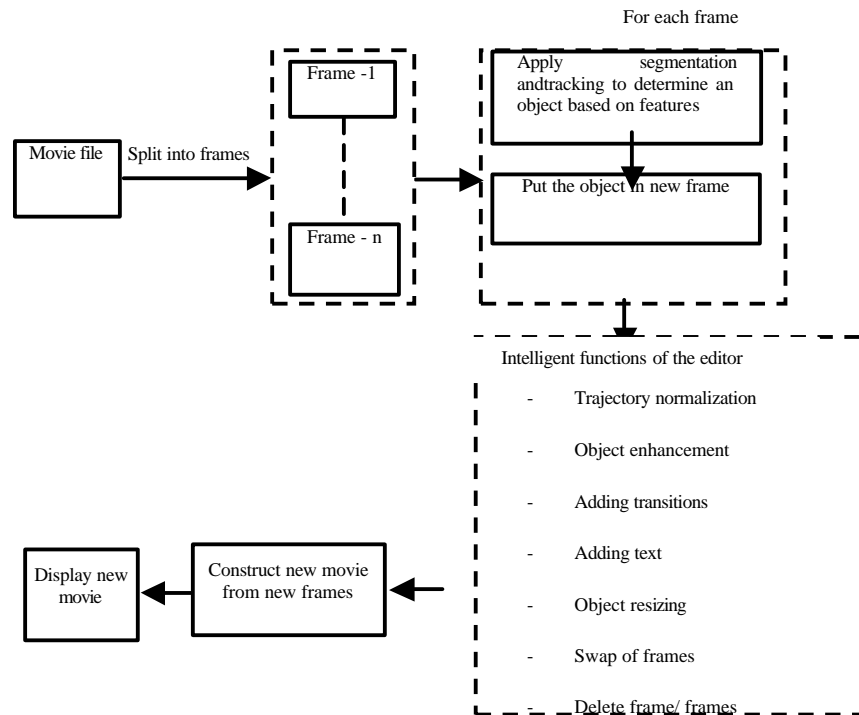 For each frame
Movie file
Split into frames
Frame -1
Frame - n
Apply segmentation
andtracking to determine an
object based on features
Put the object in new frame
Intelligent functions of the editor
- Trajectory normalization
- Object enhancement
- Adding transitions
- Adding text
- Object resizing
- Swap of frames
- Delete frame/ frames
Construct new movie
from new frames
Display new
movie